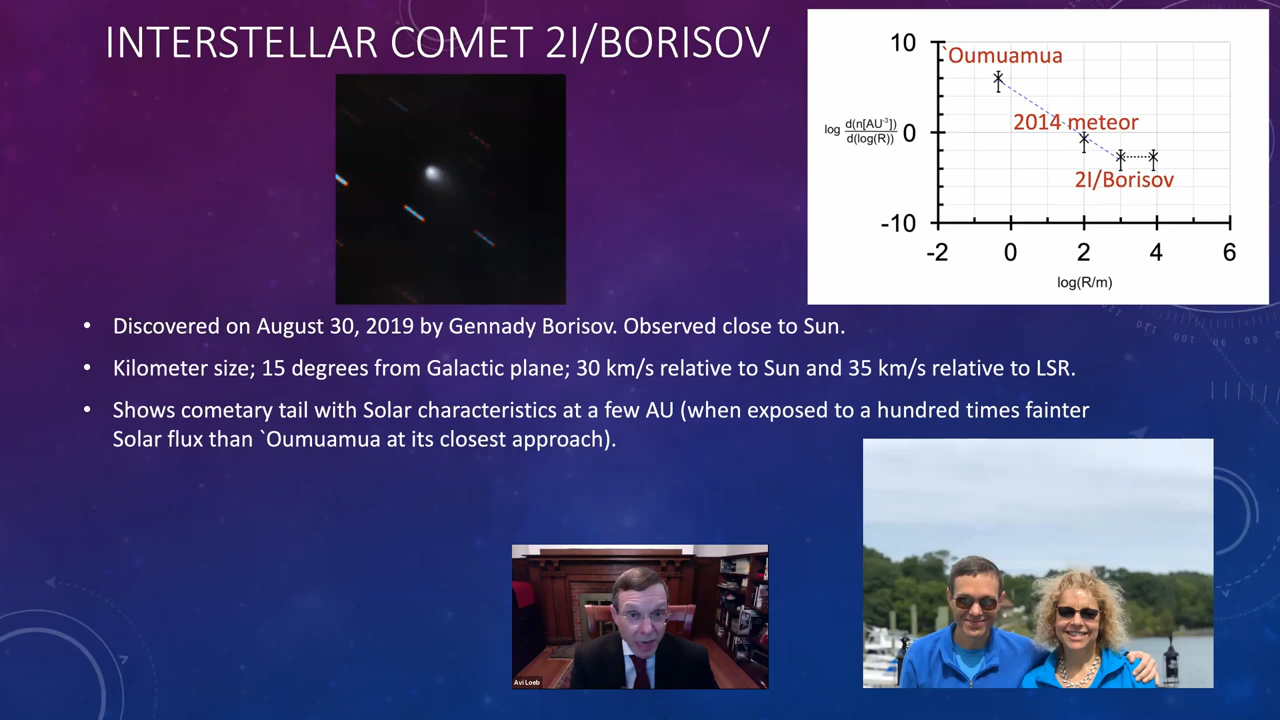 INTERSTELLAR COMET 2I/BORISOV
10
0
-10
log d(n[AU⁻³]) / d(log(R))
`Oumuamua
2014 meteor
2I/Borisov
-2 0 2 4 6
log(R/m)
• Discovered on August 30, 2019 by Gennady Borisov. Observed close to Sun.
• Kilometer size; 15 degrees from Galactic plane; 30 km/s relative to Sun and 35 km/s relative to LSR.
• Shows cometary tail with Solar characteristics at a few AU (when exposed to a hundred times fainter
Solar flux than `Oumuamua at its closest approach).
Avi Loeb